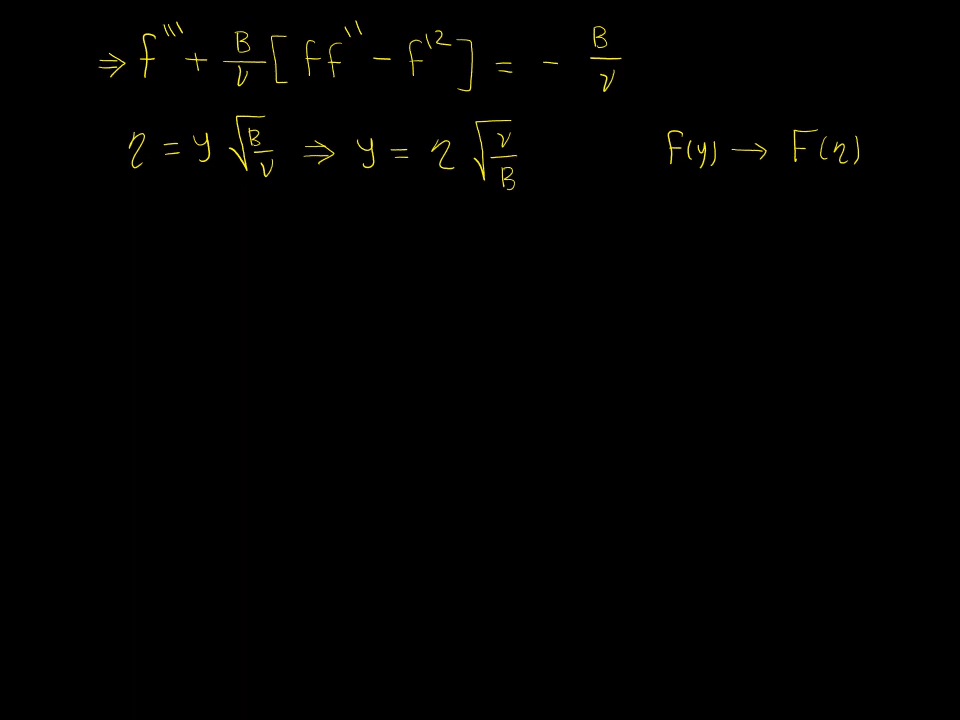 ⇒ f''' + B/ν [ff'' − f'²] = − B/ν
η = y √(B/ν) ⇒ y = η √(ν/B) f(y) → F(η)